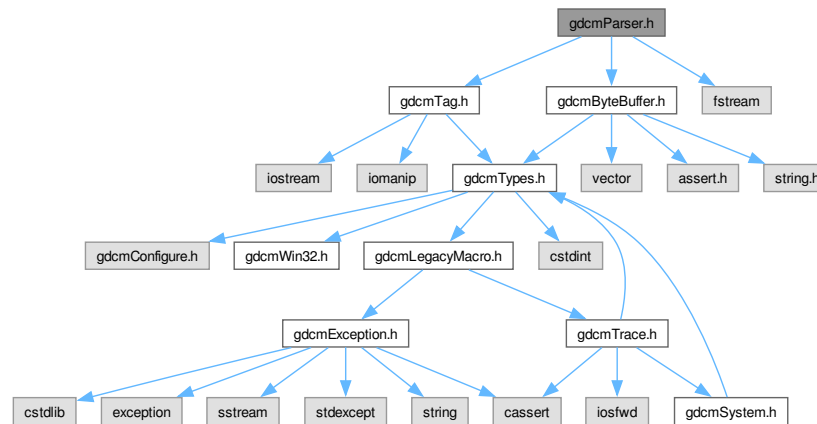 gdcmParser.h
gdcmTag.h
gdcmByteBuffer.h
fstream
iostream
iomanip
gdcmTypes.h
vector
assert.h
string.h
gdcmConfigure.h
gdcmWin32.h
gdcmLegacyMacro.h
cstdint
gdcmException.h
gdcmTrace.h
cstdlib
exception
sstream
stdexcept
string
cassert
iosfwd
gdcmSystem.h